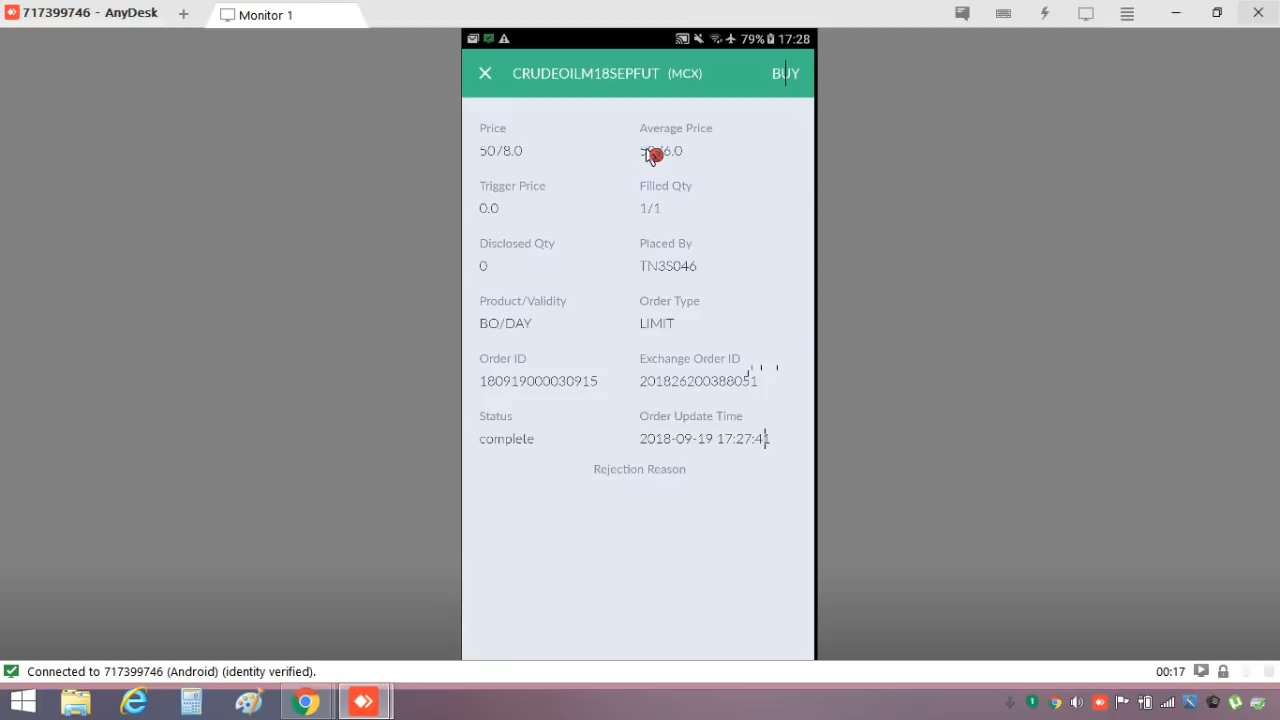 717399746 - AnyDesk
Monitor 1
79% 17:28
CRUDEOILM18SEPFUT (MCX) BUY
Price Average Price
5078.0
Trigger Price Filled Qty
0.0 1/1
Disclosed Qty Placed By
0
Product/Validity Order Type
BO/DAY LIMIT
Order ID Exchange Order ID
180919000030915 201826200388051
Status Order Update Time
complete 2018-09-19 17:27:41
Rejection Reason
Connected to 717399746 (Android) (identity verified). 00:17